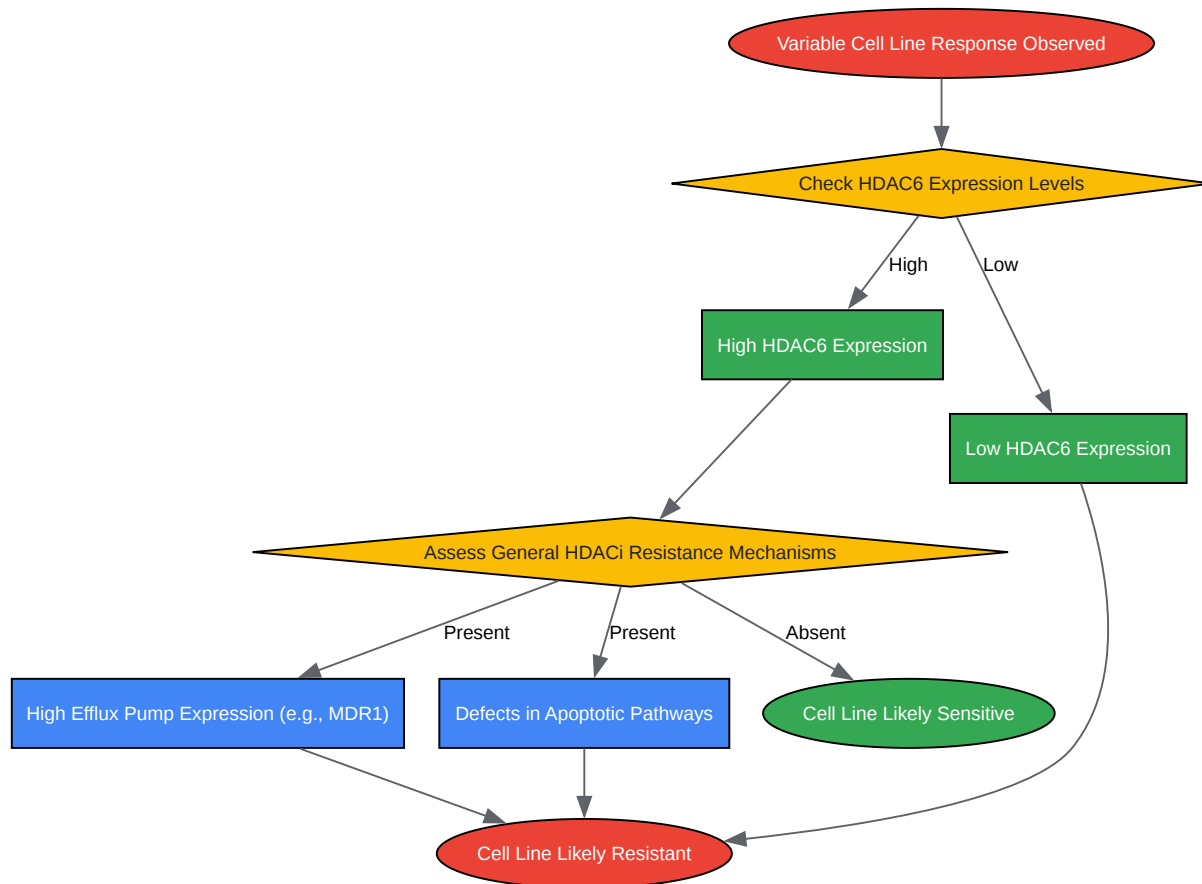 Variable Cell Line Response Observed
Check HDAC6 Expression Levels
High
Low
High HDAC6 Expression
Low HDAC6 Expression
Assess General HDACi Resistance Mechanisms
Present
Present
Absent
High Efflux Pump Expression (e.g., MDR1)
Defects in Apoptotic Pathways
Cell Line Likely Sensitive
Cell Line Likely Resistant